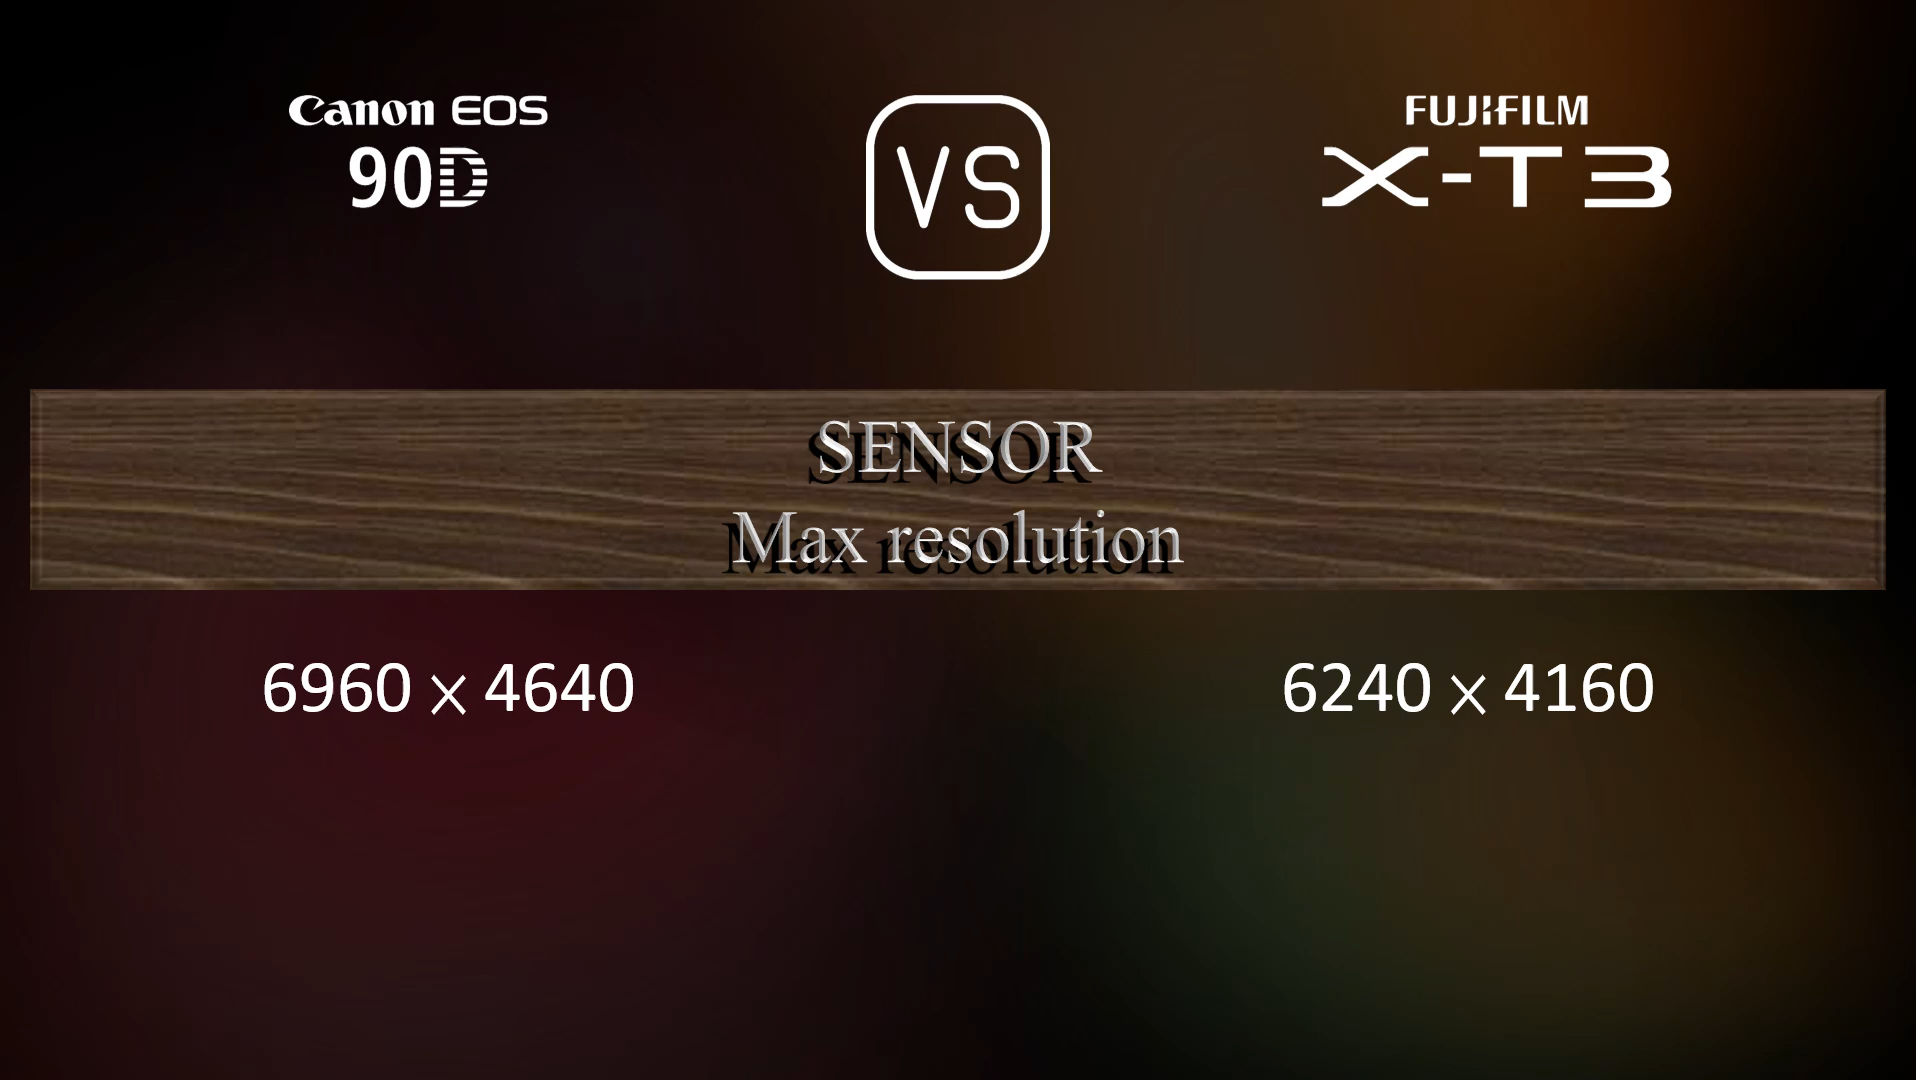 Canon EOS
90D
VS
FUJIFILM
X-T3
SENSOR
Max resolution
6960 x 4640
6240 x 4160